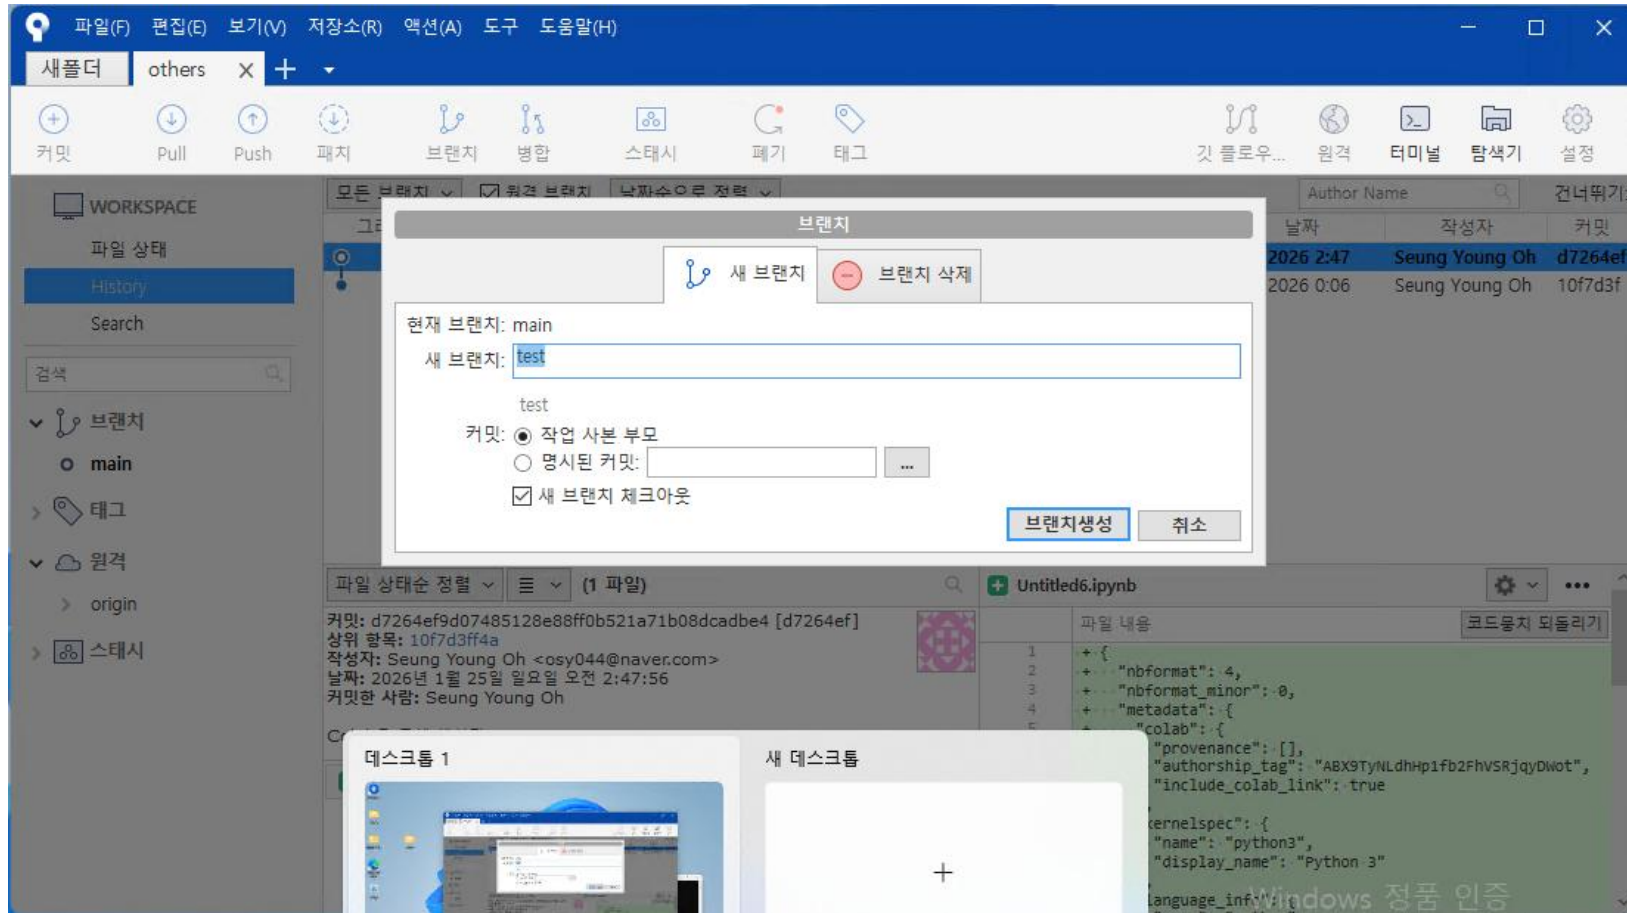 파일(F) 편집(E) 보기(V) 저장소(R) 액션(A) 도구 도움말(H)
새폴더 others
커밋 Pull Push 패치 브랜치 병합 스태시 폐기 태그 깃 플로우... 원격 터미널 탐색기 설정
WORKSPACE
파일 상태
History
Search
검색
브랜치
main
태그
원격
origin
스태시
모든 브랜치 원격 브랜치 날짜순으로 정렬 Author Name 건너뛰기:
날짜 작성자 커밋
2026 2:47 Seung Young Oh d7264ef
2026 0:06 Seung Young Oh 10f7d3f
브랜치
새 브랜치 브랜치 삭제
현재 브랜치: main
새 브랜치: test
test
커밋: 작업 사본 부모
명시된 커밋: ...
새 브랜치 체크아웃
브랜치생성 취소
파일 상태순 정렬 (1 파일)
커밋: d7264ef9d07485128e88ff0b521a71b08dcadbe4 [d7264ef]
상위 항목: 10f7d3ff4a
작성자: Seung Young Oh <osy044@naver.com>
날짜: 2026년 1월 25일 일요일 오전 2:47:56
커밋한 사람: Seung Young Oh
Untitled6.ipynb
파일 내용 코드뭉치 되돌리기
1 + {
2 + "nbformat": 4,
3 + "nbformat_minor": 0,
4 + "metadata": {
"colab": {
"provenance": [],
"authorship_tag": "ABX9TyNLdhHp1fb2FhVSRjqyDWot",
"include_colab_link": true
"name": "python3",
"display_name": "Python 3"
데스크톱 1 새 데스크톱
Windows 정품 인증